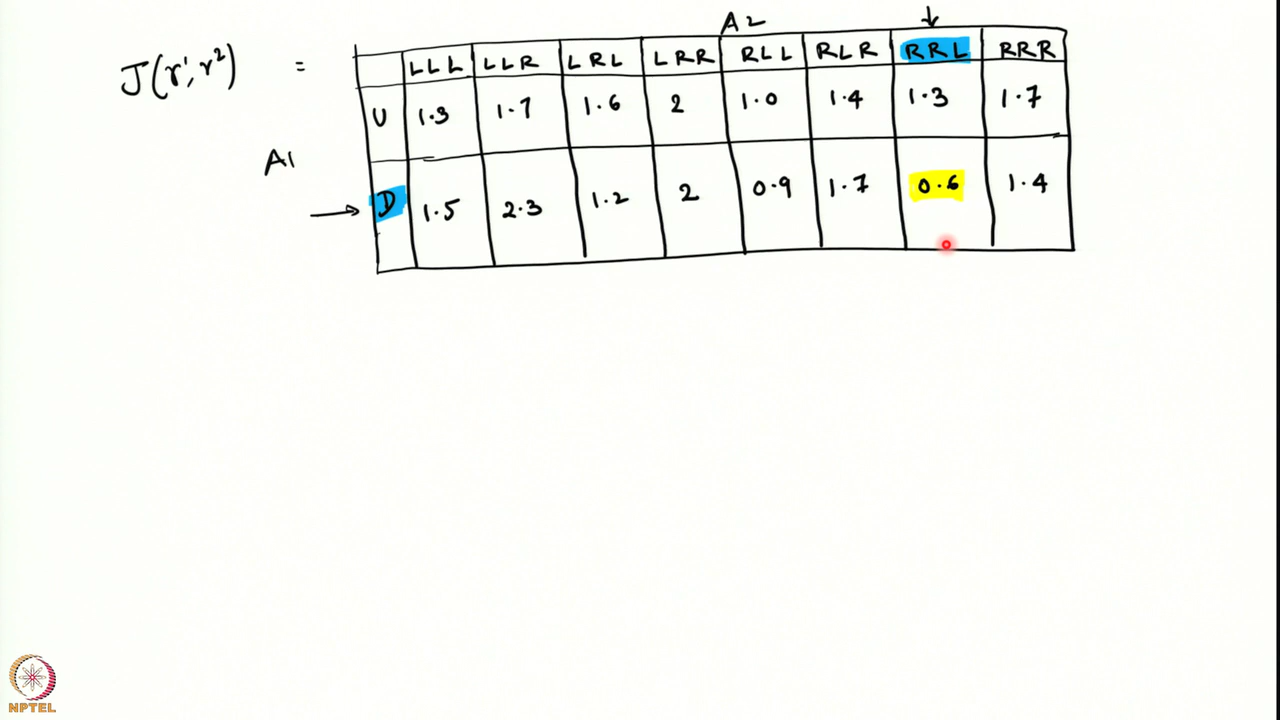 A2
J(r¹, r²) =
LLL LLR LRL LRR RLL RLR RRL RRR
U 1.3 1.7 1.6 2 1.0 1.4 1.3 1.7
A1
D 1.5 2.3 1.2 2 0.9 1.7 0.6 1.4
NPTEL